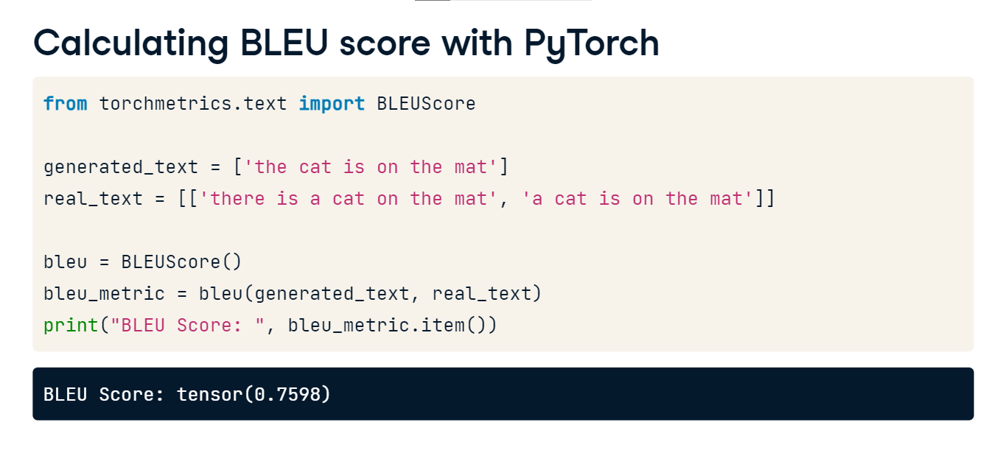 Calculating BLEU score with PyTorch
from torchmetrics.text import BLEUScore
generated_text = ['the cat is on the mat']
real_text = [['there is a cat on the mat', 'a cat is on the mat']]
bleu = BLEUScore()
bleu_metric = bleu(generated_text, real_text)
print("BLEU Score: ", bleu_metric.item())
BLEU Score: tensor(0.7598)